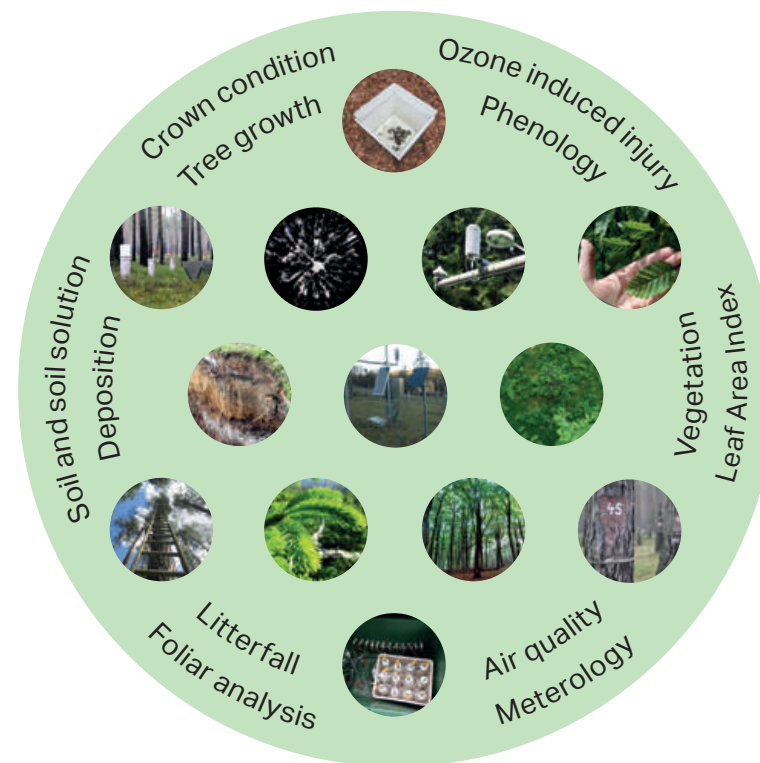 Crown condition
Tree growth
Ozone induced injury
Phenology
Soil and soil solution
Deposition
Vegetation
Leaf Area Index
45
Litterfall
Foliar analysis
Air quality
Meterology